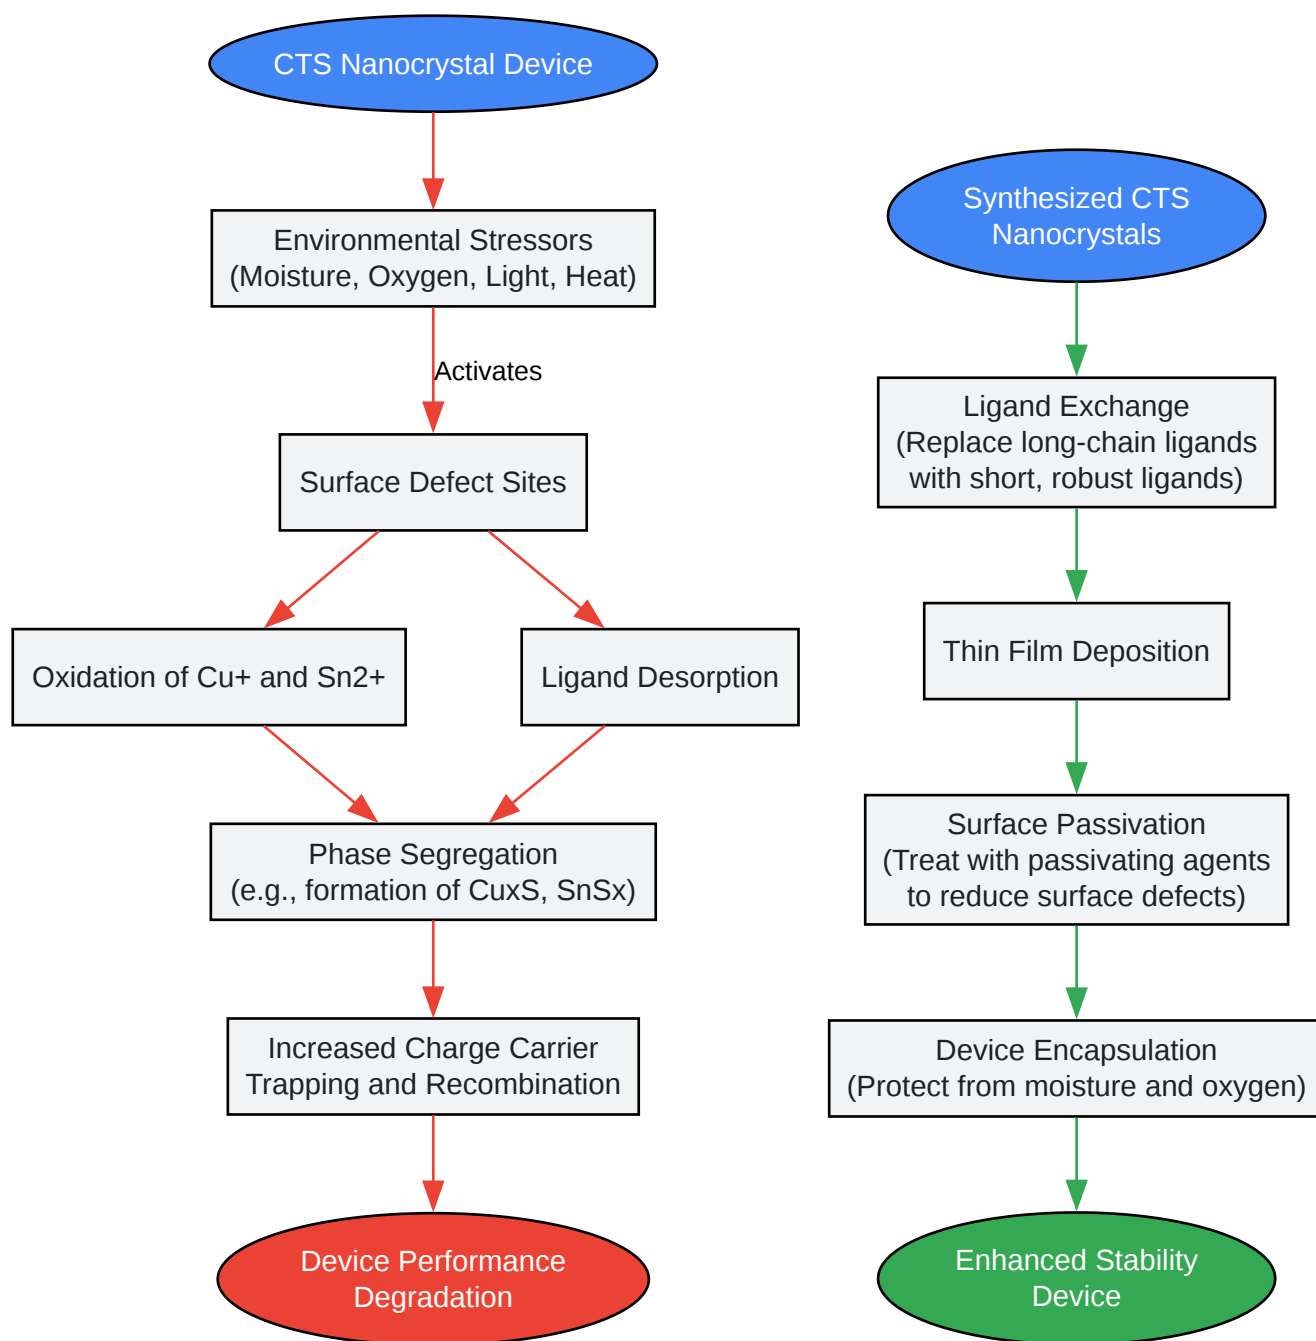 CTS Nanocrystal Device
Environmental Stressors
(Moisture, Oxygen, Light, Heat)
Activates
Surface Defect Sites
Oxidation of Cu+ and Sn2+
Ligand Desorption
Phase Segregation
(e.g., formation of CuxS, SnSx)
Increased Charge Carrier
Trapping and Recombination
Device Performance
Degradation
Synthesized CTS
Nanocrystals
Ligand Exchange
(Replace long-chain ligands
with short, robust ligands)
Thin Film Deposition
Surface Passivation
(Treat with passivating agents
to reduce surface defects)
Device Encapsulation
(Protect from moisture and oxygen)
Enhanced Stability
Device